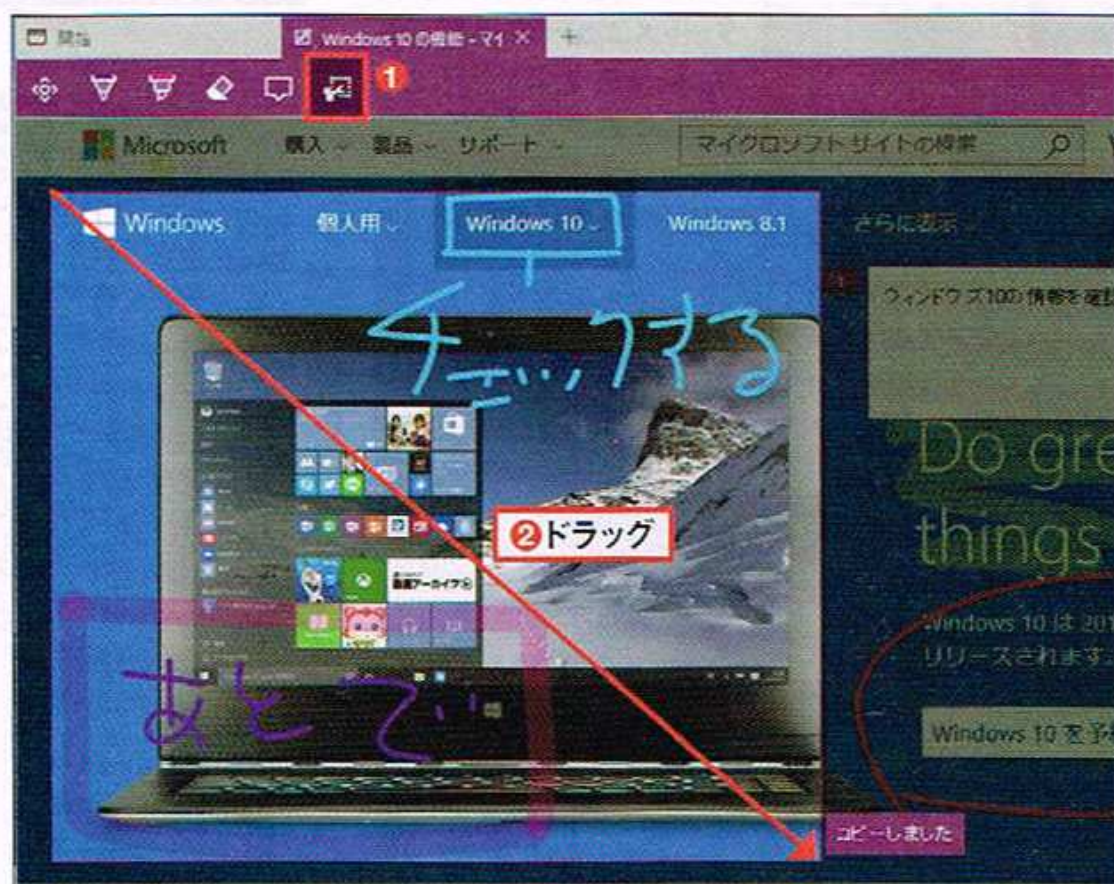 開始
Windows 10 の機能 - マイ × +
❶
Microsoft 購入 製品 サポート マイクロソフト サイトの検索
Windows 個人用 Windows 10 Windows 8.1 さらに表示
チェックする
ウィンドウズ10の情報を確認
Do gre
things
❷ドラッグ
Windows 10 は 201
リリースされます
あとで
Windows 10 を予約
コピーしました